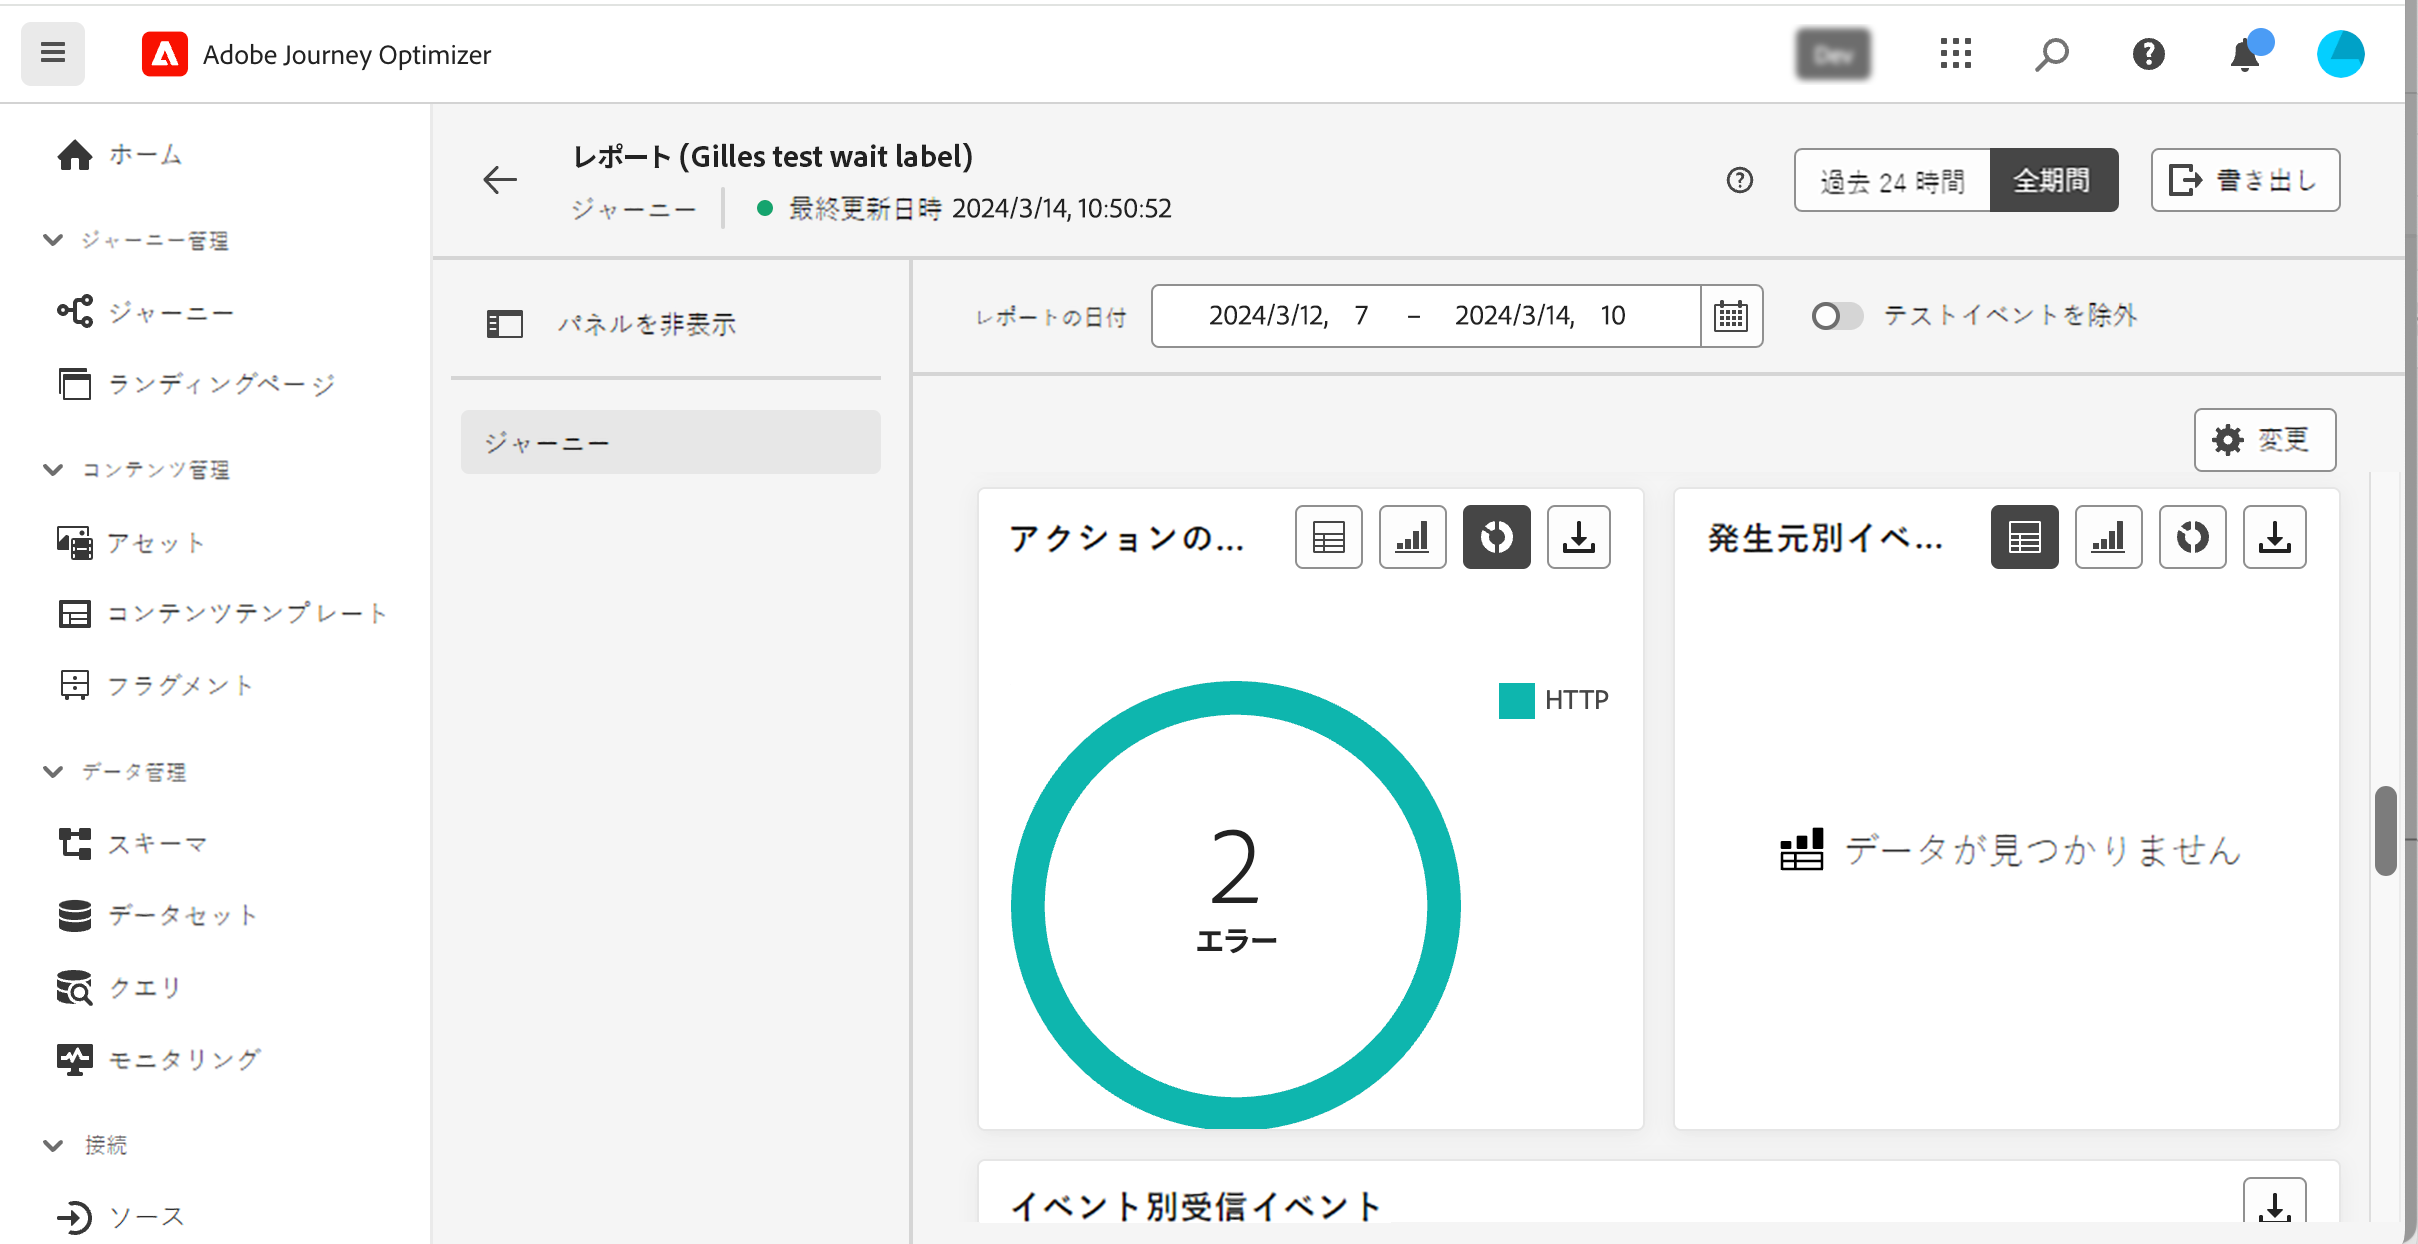 Adobe Journey Optimizer
Dev
ホーム
ジャーニー管理
ジャーニー
ランディングページ
コンテンツ管理
アセット
コンテンツテンプレート
フラグメント
データ管理
スキーマ
データセット
クエリ
モニタリング
接続
ソース
レポート (Gilles test wait label)
ジャーニー
最終更新日時 2024/3/14, 10:50:52
過去 24 時間
全期間
書き出し
パネルを非表示
ジャーニー
レポートの日付
2024/3/12, 7 – 2024/3/14, 10
テストイベントを除外
変更
アクションの...
HTTP
2
エラー
発生元別イベ...
データが見つかりません
イベント別受信イベント